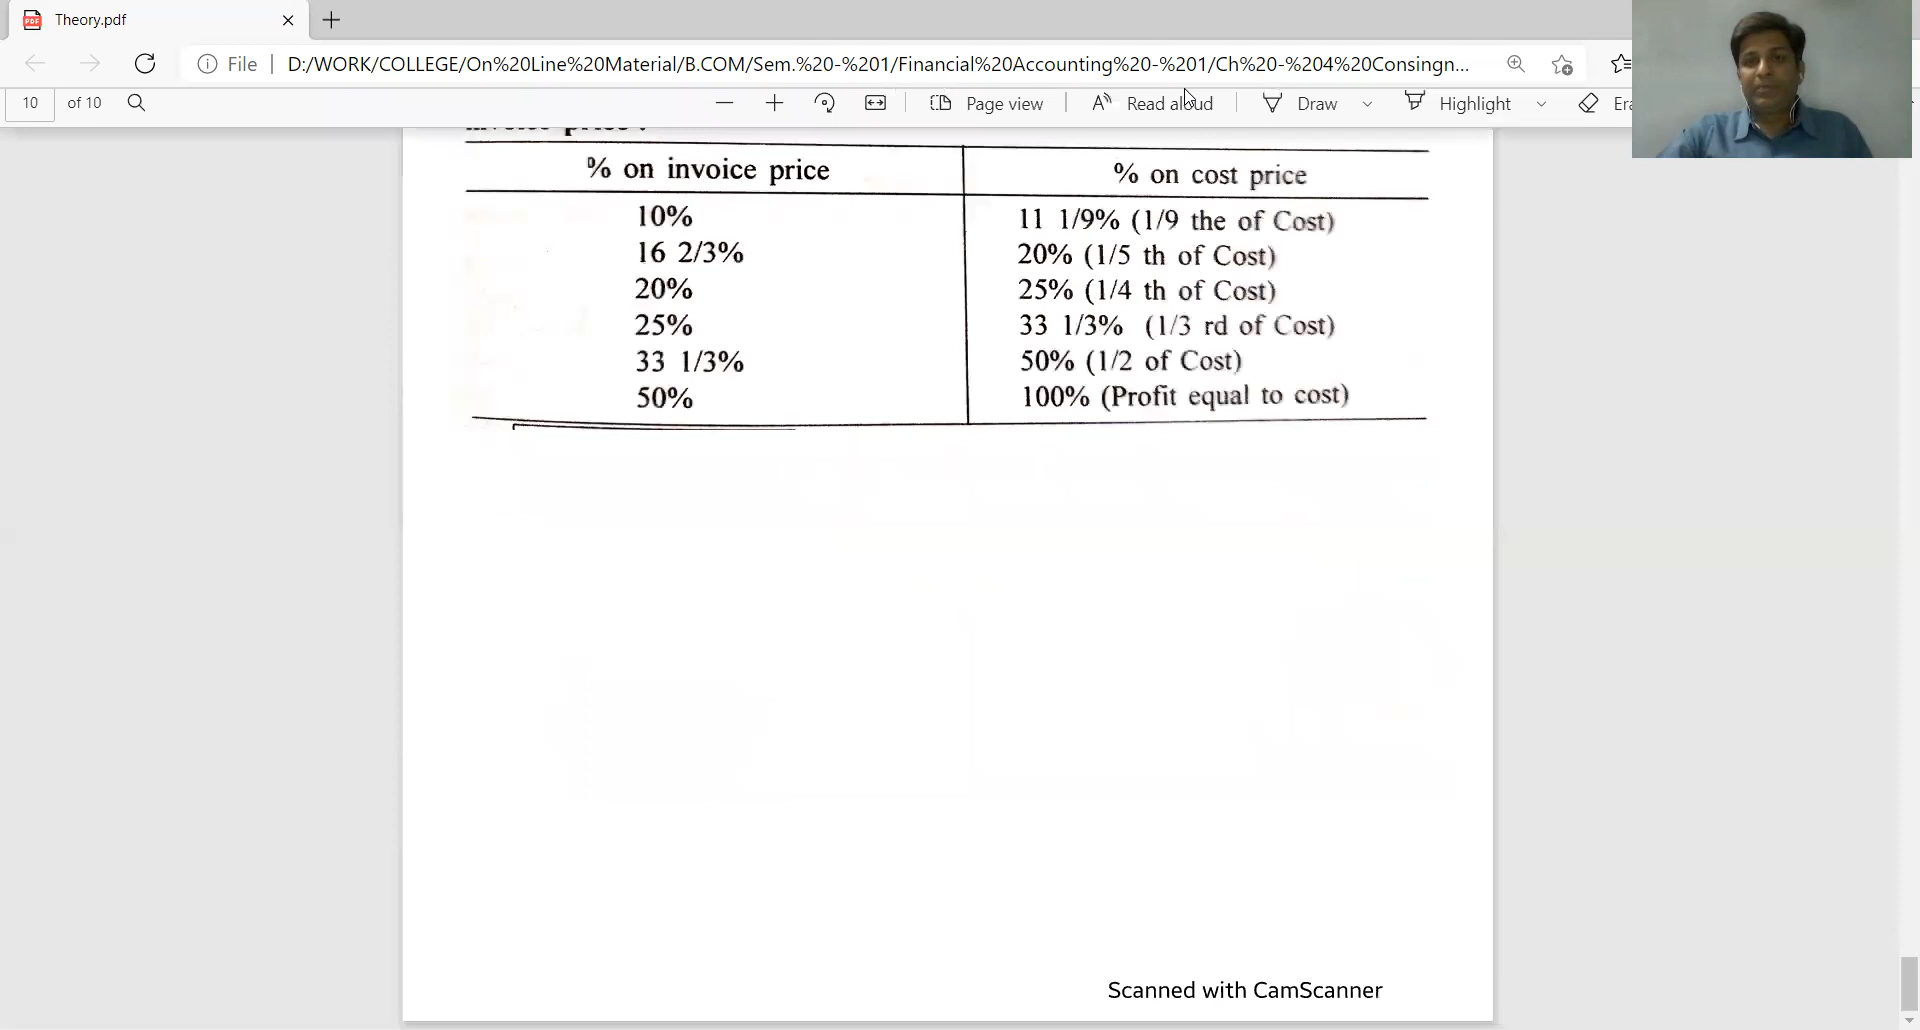 Theory.pdf
File
D:/WORK/COLLEGE/On%20Line%20Material/B.COM/Sem.%20-%201/Financial%20Accounting%20-%201/Ch%20-%204%20Consingn...
10 of 10
Page view
Read aloud
Draw
Highlight
Era
invoice price :
% on invoice price % on cost price
10% 11 1/9% (1/9 the of Cost)
16 2/3% 20% (1/5 th of Cost)
20% 25% (1/4 th of Cost)
25% 33 1/3% (1/3 rd of Cost)
33 1/3% 50% (1/2 of Cost)
50% 100% (Profit equal to cost)
Scanned with CamScanner